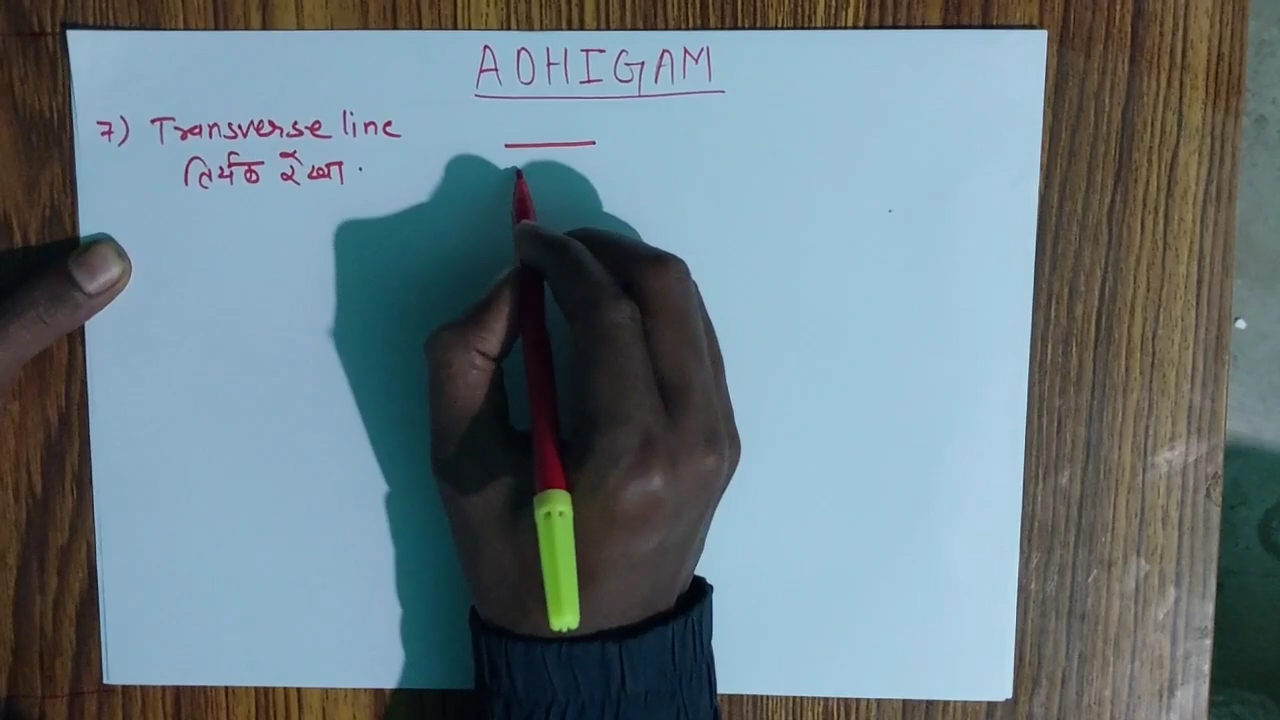 ADHIGAM
7) Transverse line
तिर्यक रेखा .